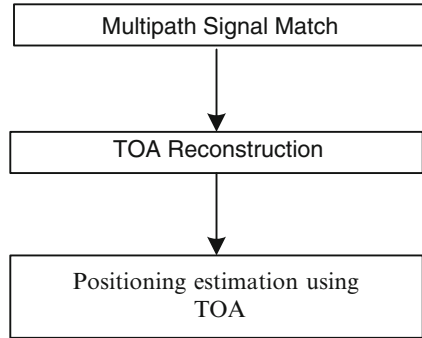 Multipath Signal Match
TOA Reconstruction
Positioning estimation using
TOA